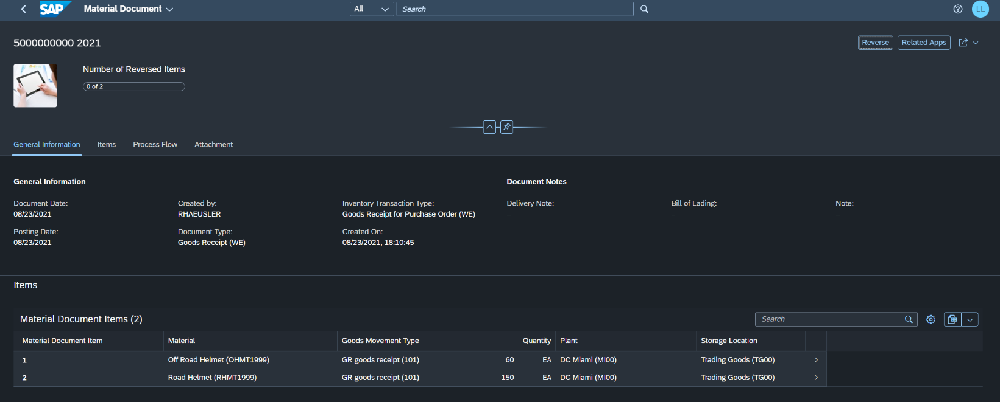 SAP Material Document All Search LL
5000000000 2021 Reverse Related Apps
Number of Reversed Items
0 of 2
General Information Items Process Flow Attachment
General Information Document Notes
Document Date: Created by: Inventory Transaction Type: Delivery Note: Bill of Lading: Note:
08/23/2021 RHAEUSLER Goods Receipt for Purchase Order (WE) – – –
Posting Date: Document Type: Created On:
08/23/2021 Goods Receipt (WE) 08/23/2021, 18:10:45
Items
Material Document Items (2) Search
Material Document Item Material Goods Movement Type Quantity Plant Storage Location
1 Off Road Helmet (OHMT1999) GR goods receipt (101) 60 EA DC Miami (MI00) Trading Goods (TG00)
2 Road Helmet (RHMT1999) GR goods receipt (101) 150 EA DC Miami (MI00) Trading Goods (TG00)